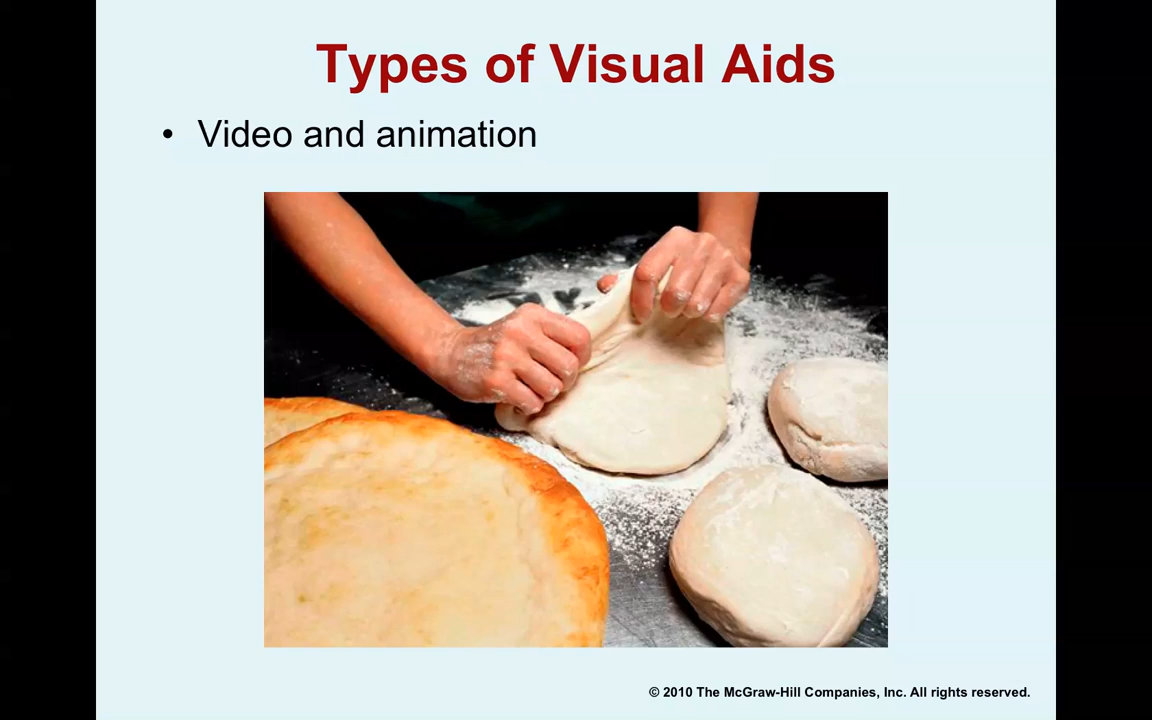 Types of Visual Aids
• Video and animation
© 2010 The McGraw-Hill Companies, Inc. All rights reserved.